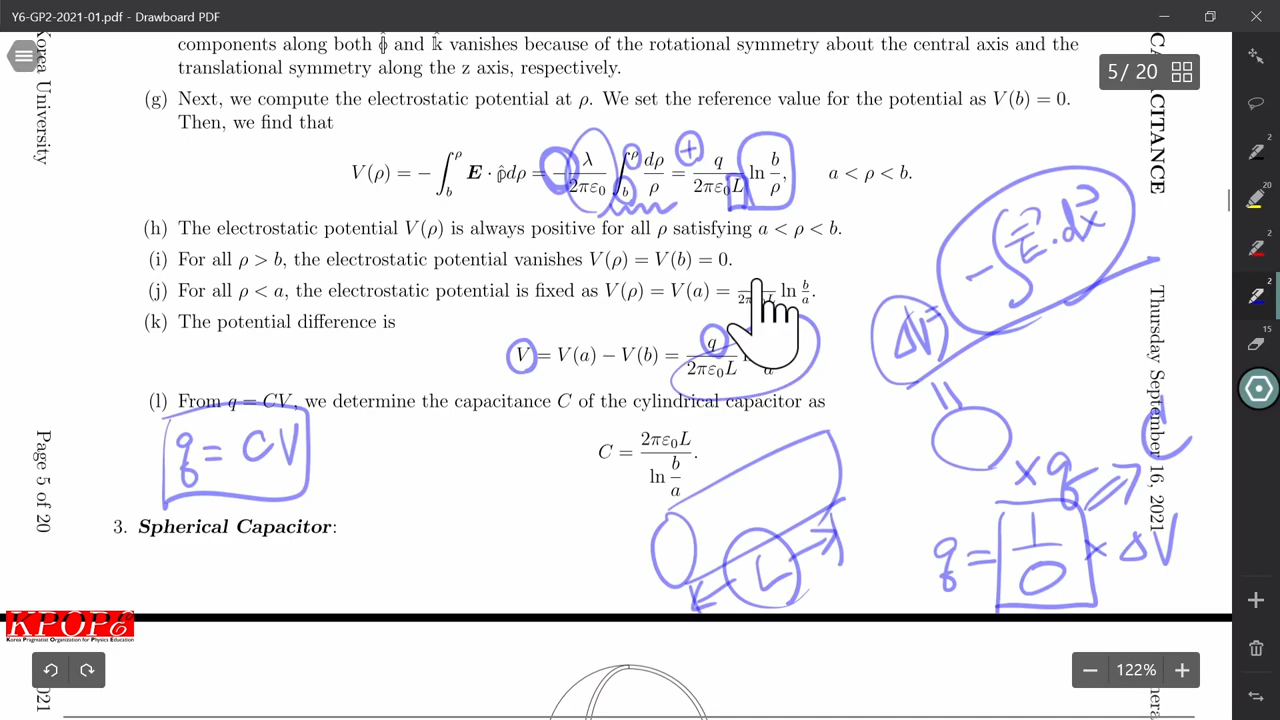 Y6-GP2-2021-01.pdf - Drawboard PDF
Korea University
components along both φ̂ and k̂ vanishes because of the rotational symmetry about the central axis and the
translational symmetry along the z axis, respectively.
5 / 20
CAPACITANCE
(g) Next, we compute the electrostatic potential at ρ. We set the reference value for the potential as V(b) = 0.
Then, we find that
V(ρ) = − ∫_b^ρ E · ρ̂dρ = − λ/2πε₀ ∫_b^ρ dρ/ρ = + q/2πε₀L ln b/ρ, a < ρ < b.
(h) The electrostatic potential V(ρ) is always positive for all ρ satisfying a < ρ < b.
− ∫ E⃗ · dx⃗
(i) For all ρ > b, the electrostatic potential vanishes V(ρ) = V(b) = 0.
(j) For all ρ < a, the electrostatic potential is fixed as V(ρ) = V(a) = ln b/a.
(k) The potential difference is
ΔV =
V = V(a) − V(b) = q/2πε₀L
(l) From q = CV, we determine the capacitance C of the cylindrical capacitor as
q = CV
C = 2πε₀L / ln b/a.
C
× q
L
q = 1/○ × ΔV
3. Spherical Capacitor:
Page 5 of 20
Thursday September 16, 2021
KPOPE
Korea Pragmatist Organization for Physics Education
122%
2021